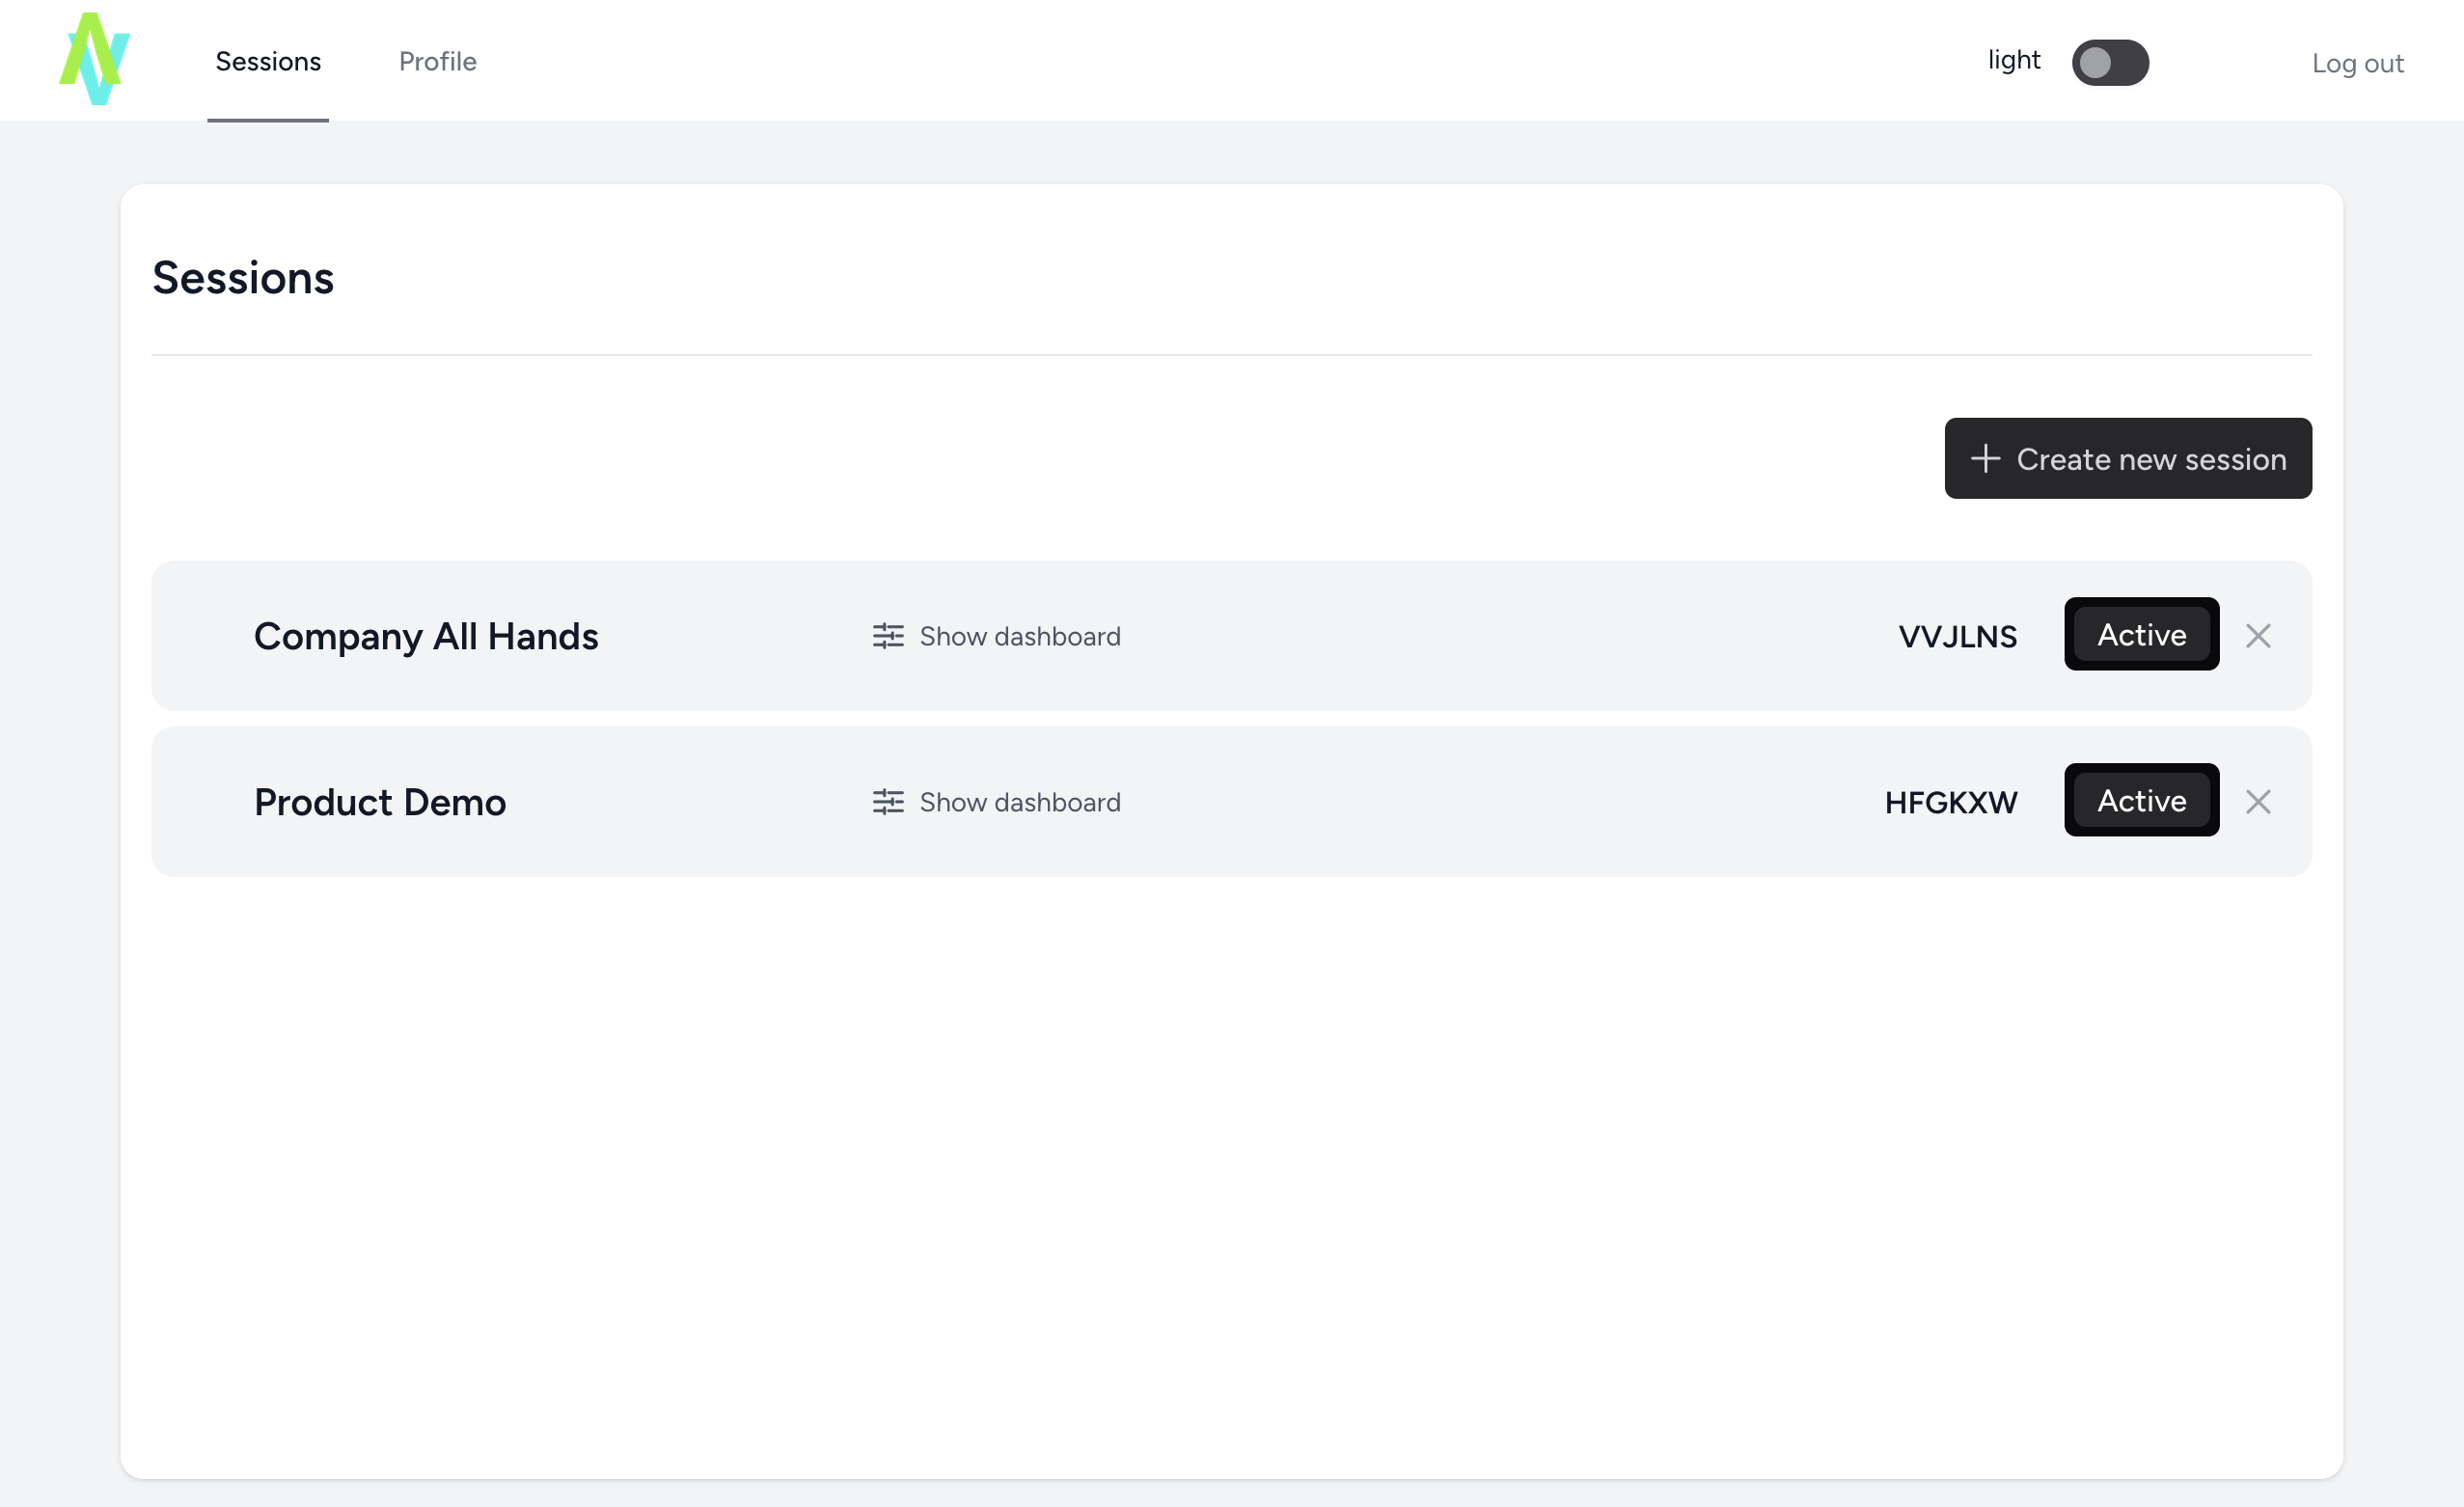 Sessions Profile light Log out
Sessions
Create new session
Company All Hands Show dashboard VVJLNS Active
Product Demo Show dashboard HFGKXW Active